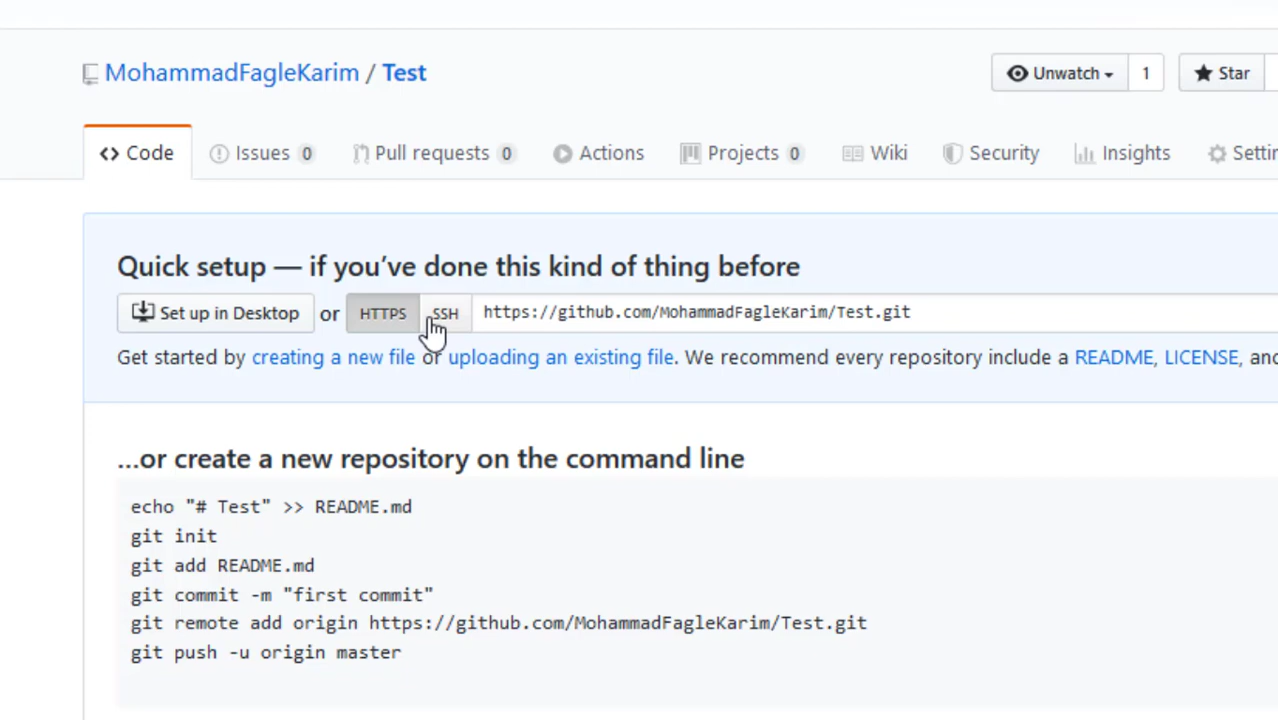 MohammadFagleKarim / Test
Unwatch 1 Star
Code Issues 0 Pull requests 0 Actions Projects 0 Wiki Security Insights
Quick setup — if you’ve done this kind of thing before
Set up in Desktop or HTTPS SSH https://github.com/MohammadFagleKarim/Test.git
Get started by creating a new file or uploading an existing file. We recommend every repository include a README, LICENSE,
…or create a new repository on the command line
echo "# Test" >> README.md
git init
git add README.md
git commit -m "first commit"
git remote add origin https://github.com/MohammadFagleKarim/Test.git
git push -u origin master